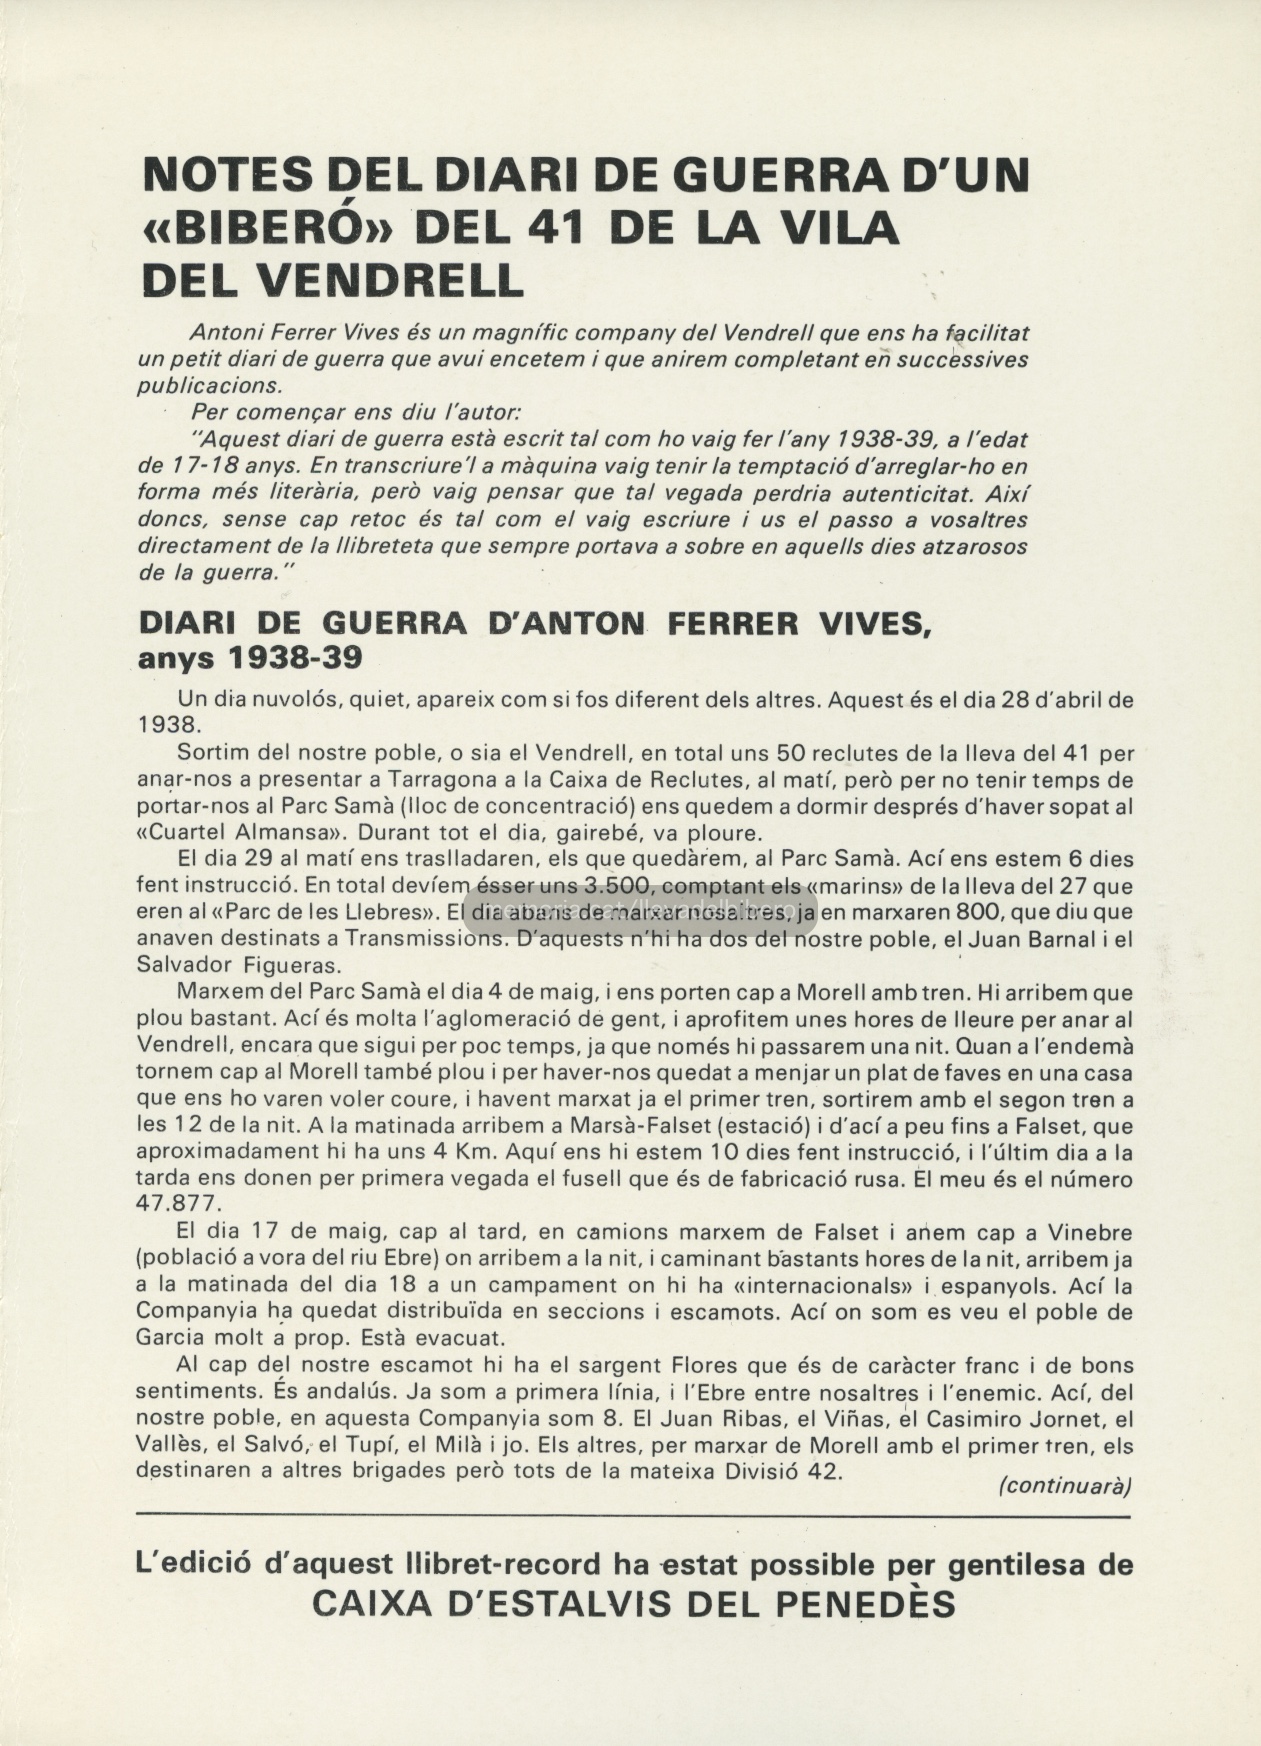 NOTES DEL DIARI DE GUERRA D'UN
«BIBERÓ» DEL 41 DE LA VILA
DEL VENDRELL
Antoni Ferrer Vives és un magnífic company del Vendrell que ens ha facilitat
un petit diari de guerra que avui encetem i que anirem completant en successives
publicacions.
Per començar ens diu l'autor:
"Aquest diari de guerra està escrit tal com ho vaig fer l'any 1938-39, a l'edat
de 17-18 anys. En transcriure'l a màquina vaig tenir la temptació d'arreglar-ho en
forma més literària, però vaig pensar que tal vegada perdria autenticitat. Així
doncs, sense cap retoc és tal com el vaig escriure i us el passo a vosaltres
directament de la llibreteta que sempre portava a sobre en aquells dies atzarosos
de la guerra."
DIARI DE GUERRA D'ANTON FERRER VIVES,
anys 1938-39
Un dia nuvolós, quiet, apareix com si fos diferent dels altres. Aquest és el dia 28 d'abril de
1938.
Sortim del nostre poble, o sia el Vendrell, en total uns 50 reclutes de la lleva del 41 per
anar-nos a presentar a Tarragona a la Caixa de Reclutes, al matí, però per no tenir temps de
portar-nos al Parc Samà (lloc de concentració) ens quedem a dormir després d'haver sopat al
«Cuartel Almansa». Durant tot el dia, gairebé, va ploure.
El dia 29 al matí ens traslladaren, els que quedàrem, al Parc Samà. Ací ens estem 6 dies
fent instrucció. En total devíem ésser uns 3.500, comptant els «marins» de la lleva del 27 que
eren al «Parc de les Llebres». El dia abans de marxar nosaltres, ja en marxaren 800, que diu que
anaven destinats a Transmissions. D'aquests n'hi ha dos del nostre poble, el Juan Barnal i el
Salvador Figueras.
memoria.cat/llevadelbibero
Marxem del Parc Samà el dia 4 de maig, i ens porten cap a Morell amb tren. Hi arribem que
plou bastant. Ací és molta l'aglomeració de gent, i aprofitem unes hores de lleure per anar al
Vendrell, encara que sigui per poc temps, ja que només hi passarem una nit. Quan a l'endemà
tornem cap al Morell també plou i per haver-nos quedat a menjar un plat de faves en una casa
que ens ho varen voler coure, i havent marxat ja el primer tren, sortirem amb el segon tren a
les 12 de la nit. A la matinada arribem a Marsà-Falset (estació) i d'ací a peu fins a Falset, que
aproximadament hi ha uns 4 Km. Aquí ens hi estem 10 dies fent instrucció, i l'últim dia a la
tarda ens donen per primera vegada el fusell que és de fabricació rusa. El meu és el número
47.877.
El dia 17 de maig, cap al tard, en camions marxem de Falset i anem cap a Vinebre
(població a vora del riu Ebre) on arribem a la nit, i caminant bastants hores de la nit, arribem ja
a la matinada del dia 18 a un campament on hi ha «internacionals» i espanyols. Ací la
Companyia ha quedat distribuïda en seccions i escamots. Ací on som es veu el poble de
Garcia molt a prop. Està evacuat.
Al cap del nostre escamot hi ha el sargent Flores que és de caràcter franc i de bons
sentiments. És andalús. Ja som a primera línia, i l'Ebre entre nosaltres i l'enemic. Ací, del
nostre poble, en aquesta Companyia som 8. El Juan Ribas, el Viñas, el Casimiro Jornet, el
Vallès, el Salvó, el Tupí, el Milà i jo. Els altres, per marxar de Morell amb el primer tren, els
destinaren a altres brigades però tots de la mateixa Divisió 42.
(continuarà)
L'edició d'aquest llibret-record ha estat possible per gentilesa de
CAIXA D'ESTALVIS DEL PENEDÈS